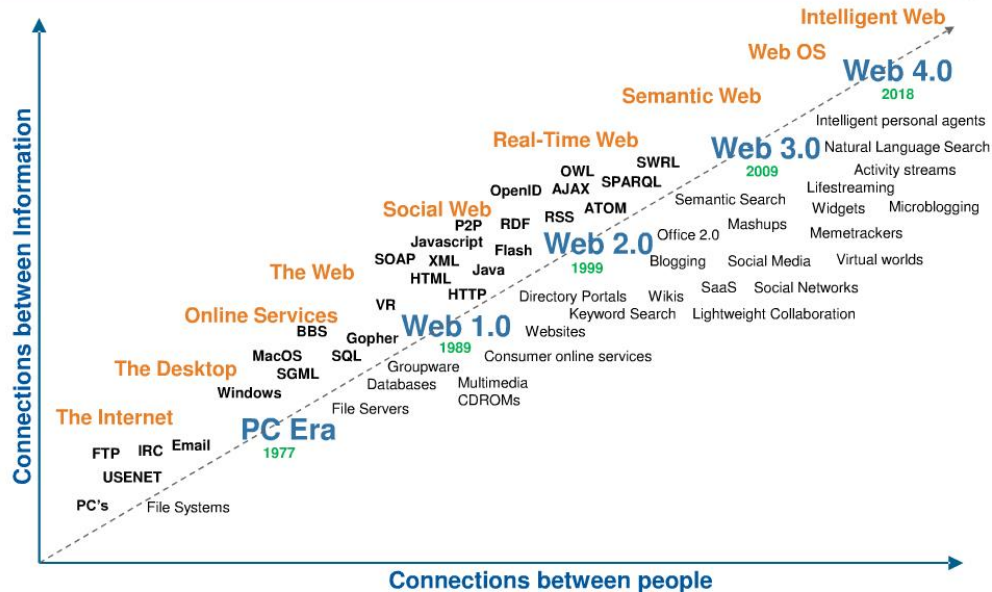 Intelligent Web
Web OS
Web 4.0
2018
Semantic Web
Intelligent personal agents
Real-Time Web
Web 3.0
Natural Language Search
2009
SWRL
OWL
Activity streams
SPARQL
OpenID
AJAX
Lifestreaming
Semantic Search
Social Web
ATOM
Widgets
Microblogging
RSS
P2P
RDF
Mashups
Office 2.0
Memetrackers
Javascript
Web 2.0
Flash
SOAP
XML
Blogging
Social Media
Virtual worlds
1999
The Web
Java
HTML
SaaS
Social Networks
HTTP
Directory Portals
Wikis
VR
Keyword Search
Lightweight Collaboration
Online Services
Web 1.0
Websites
BBS
Gopher
1989
MacOS
SQL
Consumer online services
The Desktop
SGML
Groupware
Databases
Multimedia
CDROMs
Windows
File Servers
The Internet
PC Era
1977
FTP
IRC
Email
USENET
PC's
File Systems
Connections between Information
Connections between people